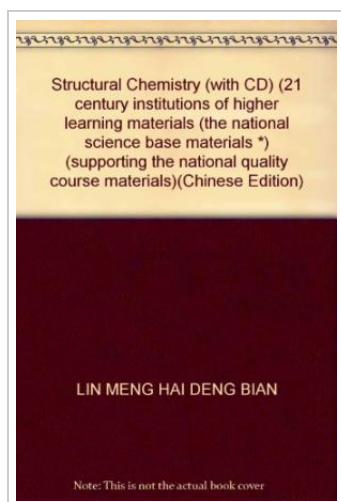 Structural Chemistry (with CD) (21
century institutions of higher
learning materials (the national
science base materials *)
(supporting the national quality
course materials)(Chinese Edition)
LIN MENG HAI DENG BIAN
Note: This is not the actual book cover